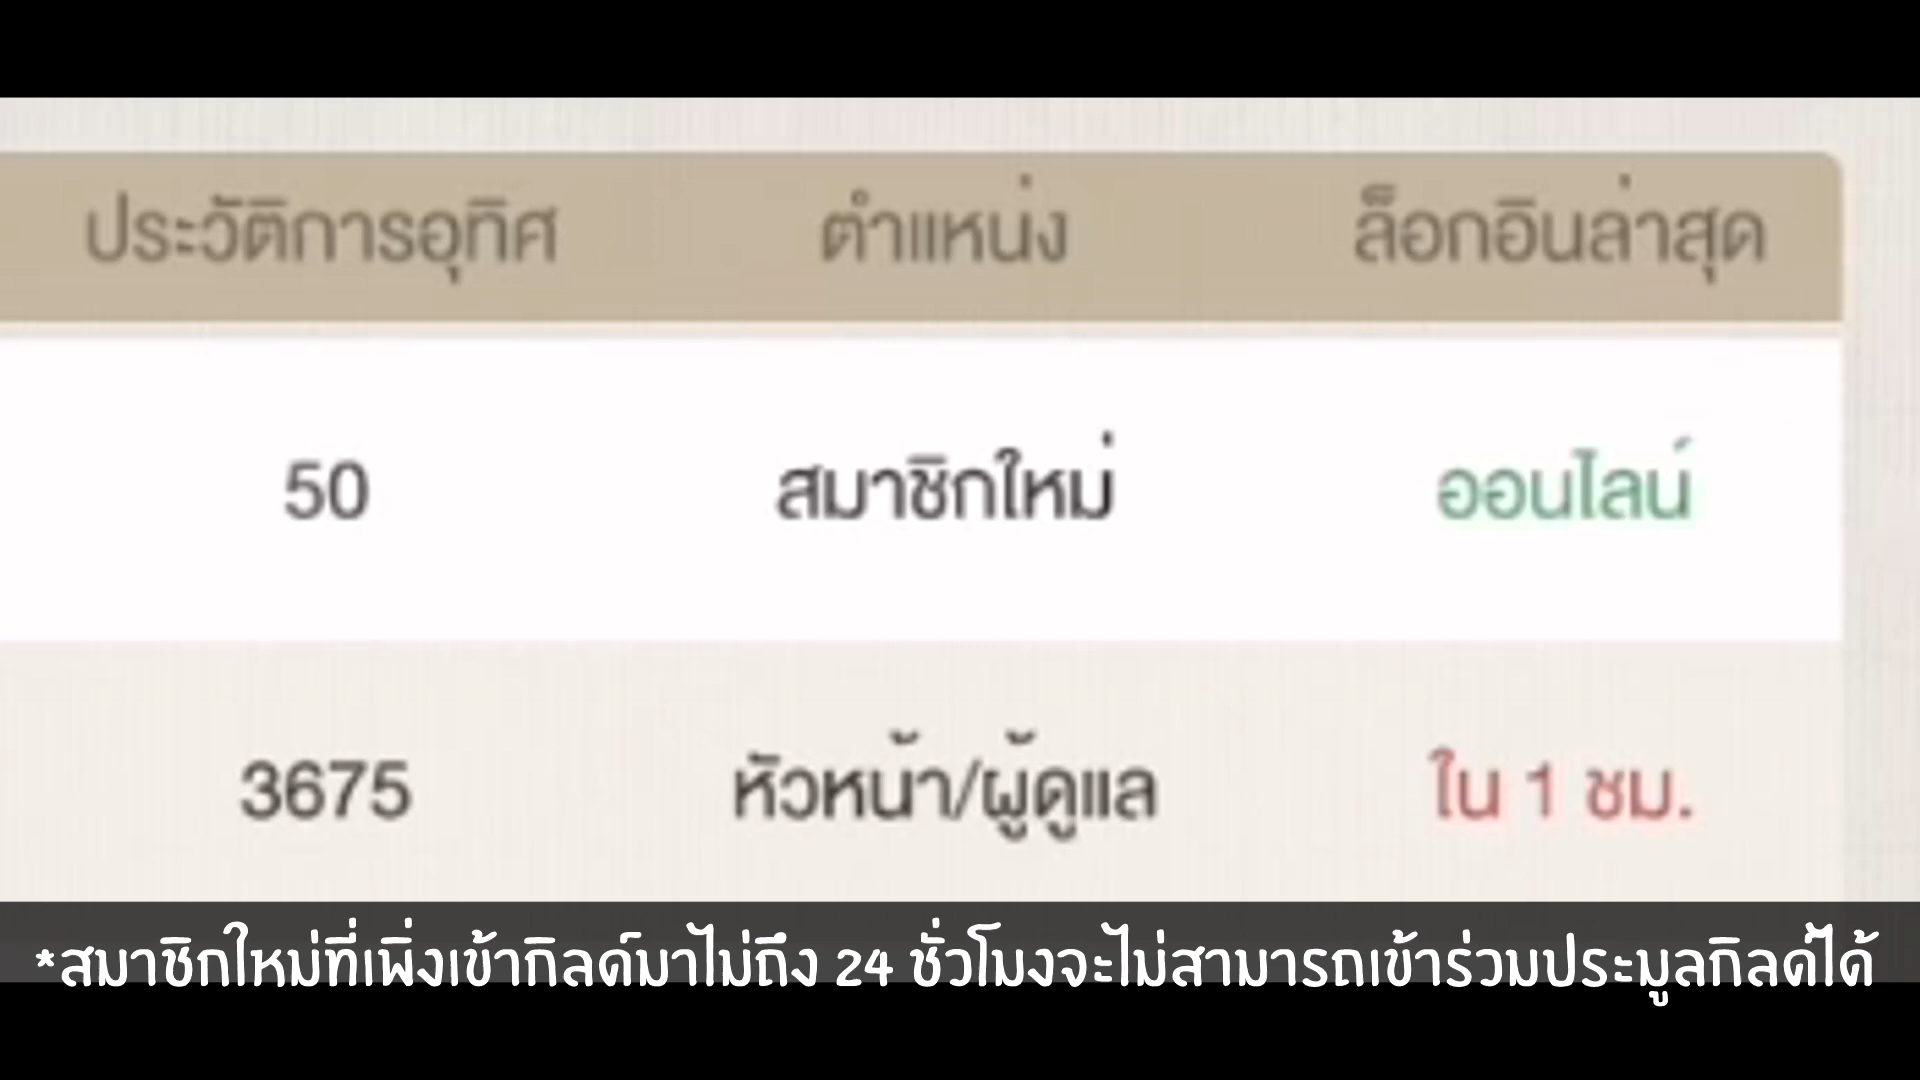 ประวัติการอุทิศ ตำแหน่ง ล็อกอินล่าสุด
50 สมาชิกใหม่ ออนไลน์
3675 หัวหน้า/ผู้ดูแล ใน 1 ชม.
*สมาชิกใหม่ที่เพิ่งเข้ากิลด์มาไม่ถึง 24 ชั่วโมงจะไม่สามารถเข้าร่วมประมูลกิลด์ได้